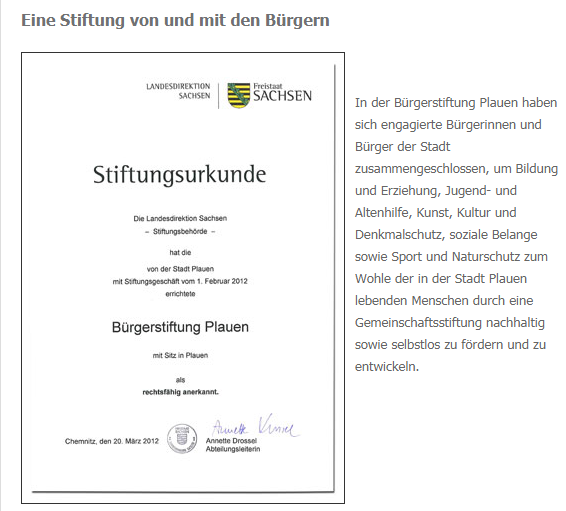 Eine Stiftung von und mit den Bürgern
LANDESDIREKTION
SACHSEN
Freistaat
SACHSEN
Stiftungsurkunde
Die Landesdirektion Sachsen
– Stiftungsbehörde –
hat die
von der Stadt Plauen
mit Stiftungsgeschäft vom 1. Februar 2012
errichtete
Bürgerstiftung Plauen
mit Sitz in Plauen
als
rechtsfähig anerkannt.
Chemnitz, den 20. März 2012
Annette Drossel
Abteilungsleiterin
In der Bürgerstiftung Plauen haben
sich engagierte Bürgerinnen und
Bürger der Stadt
zusammengeschlossen, um Bildung
und Erziehung, Jugend- und
Altenhilfe, Kunst, Kultur und
Denkmalschutz, soziale Belange
sowie Sport und Naturschutz zum
Wohle der in der Stadt Plauen
lebenden Menschen durch eine
Gemeinschaftsstiftung nachhaltig
sowie selbstlos zu fördern und zu
entwickeln.